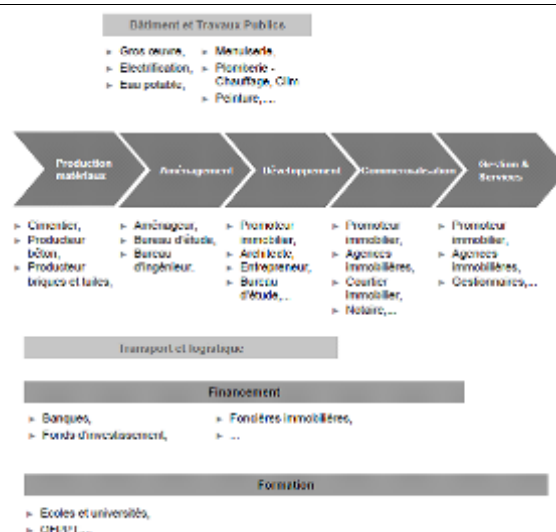 Bâtiment et Travaux Publics
► Gros œuvre,
► Electrification,
► Eau potable,
► Menuiserie,
► Plomberie -
Chauffage, Clim
► Peinture,...
Production
matériaux
Aménagement
Développement
Commercialisation
Gestion &
Services
► Cimentier,
► Producteur
béton,
► Producteur
briques et tuiles,
► Aménageur,
► Bureau d'étude,
► Bureau
d'ingénieur.
► Promoteur
immobilier,
► Architecte,
► Entrepreneur,
► Bureau
d'étude,...
► Promoteur
immobilier,
► Agences
immobilières,
► Courtier
immobilier,
► Notaire,...
► Promoteur
immobilier,
► Agences
immobilières,
► Gestionnaires,...
Transport et logistique
Financement
► Banques,
► Fonds d'investissement,
► Foncières immobilières,
► ...
Formation
► Ecoles et universités,